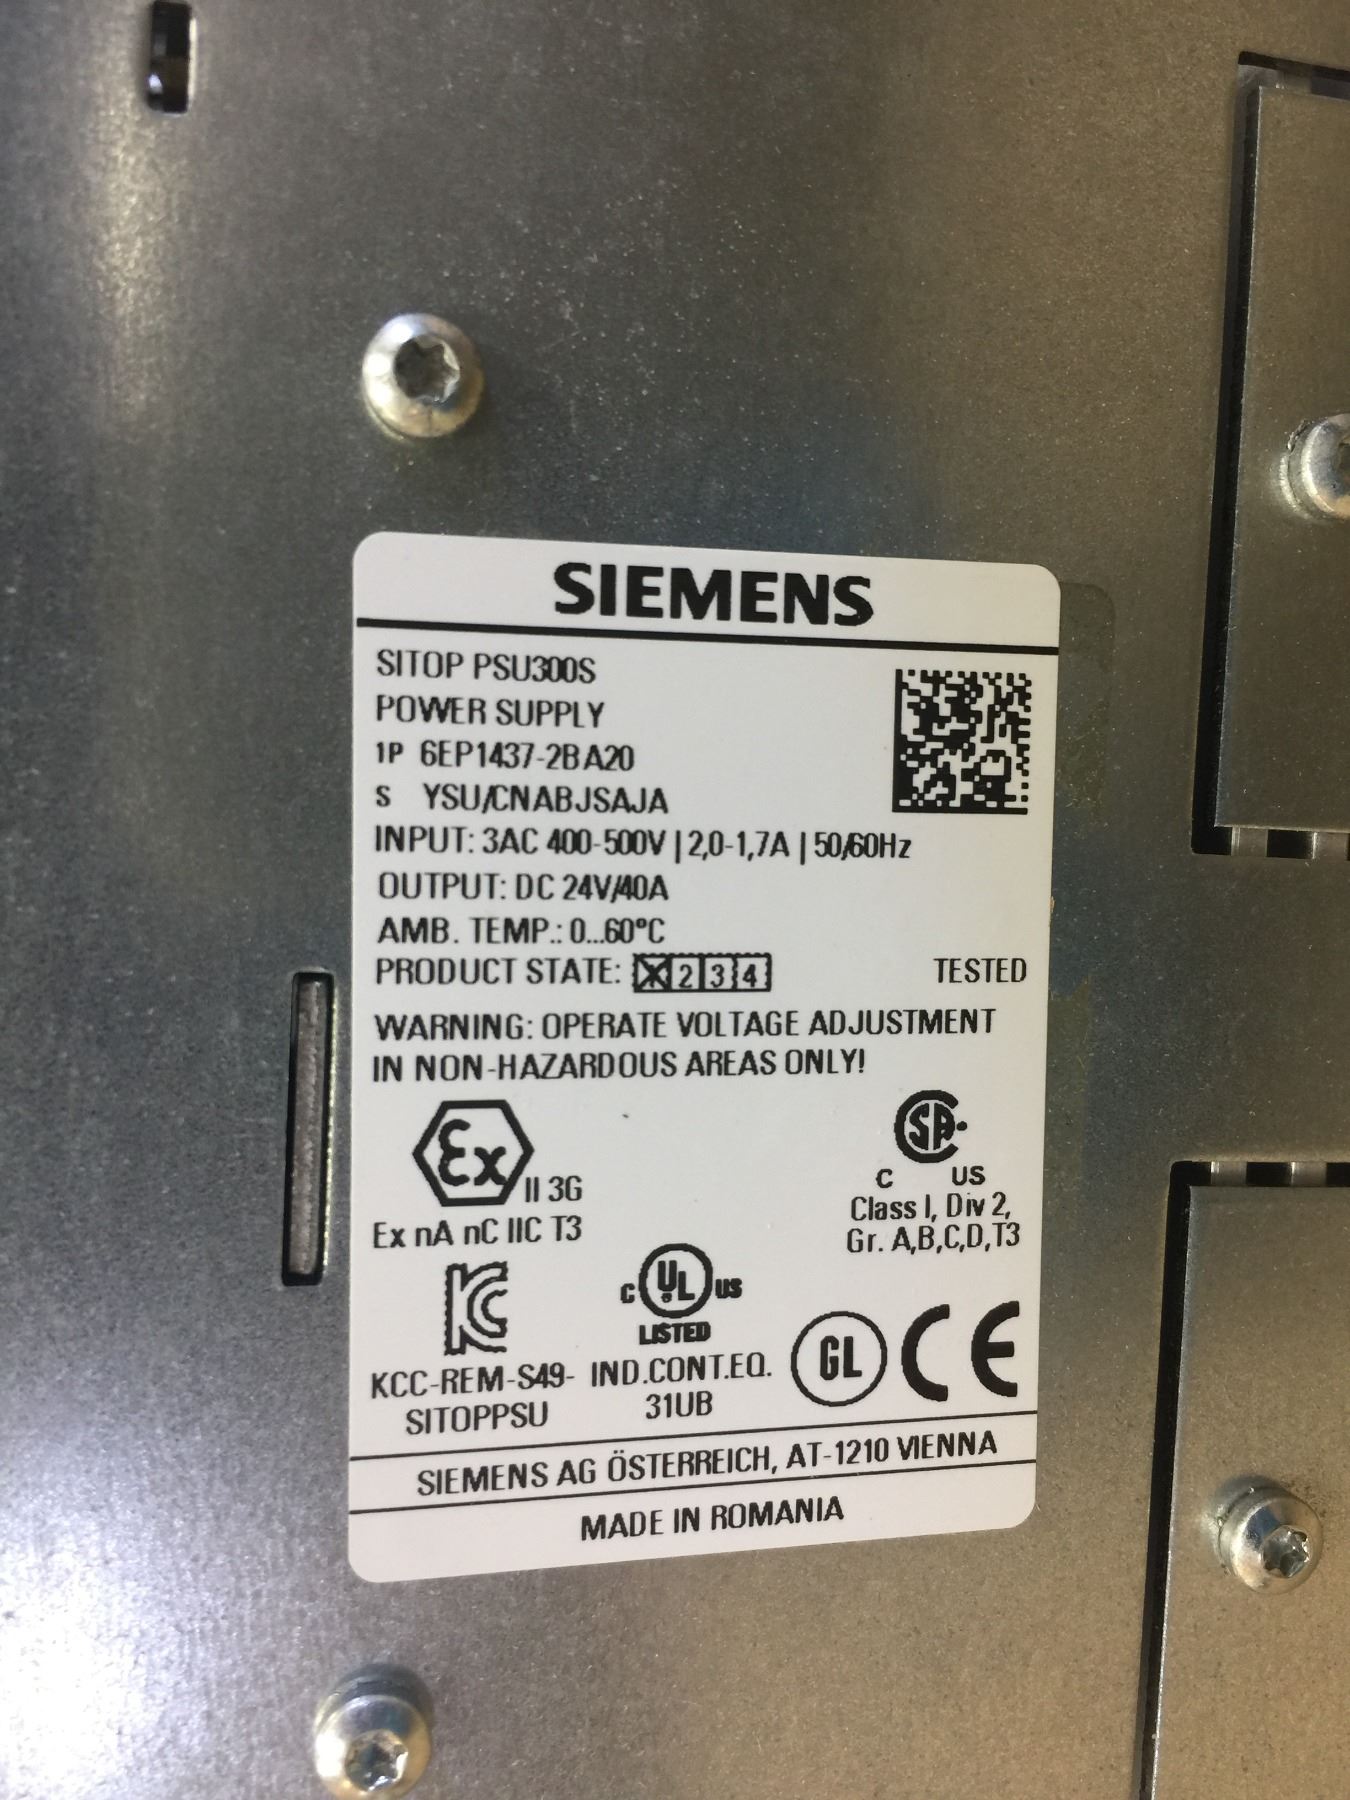 SIEMENS
SITOP PSU300S
POWER SUPPLY
1P 6EP1437-2BA20
S YSU/CNABJSAJA
INPUT: 3AC 400-500V | 2,0-1,7A | 50/60Hz
OUTPUT: DC 24V/40A
AMB. TEMP.: 0...60°C
PRODUCT STATE: X 2 3 4 TESTED
WARNING: OPERATE VOLTAGE ADJUSTMENT
IN NON-HAZARDOUS AREAS ONLY!
Ex II 3G
Ex nA nC IIC T3
SA
C US
Class I, Div 2,
Gr. A,B,C,D,T3
KC
KCC-REM-S49-
SITOPPSU
C UL US
LISTED
IND.CONT.EQ.
31UB
GL CE
SIEMENS AG ÖSTERREICH, AT-1210 VIENNA
MADE IN ROMANIA